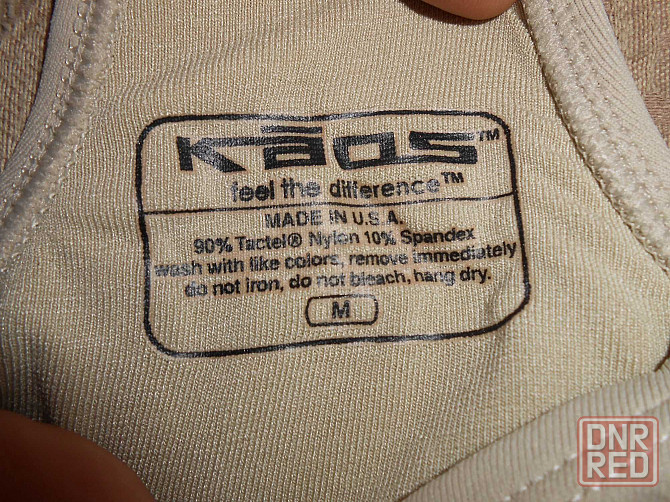 Kāos™
feel the difference™
MADE IN U.S.A.
90% Tactel® Nylon 10% Spandex
wash with like colors, remove immediately
do not iron, do not bleach, hang dry.
M
DNR
RED